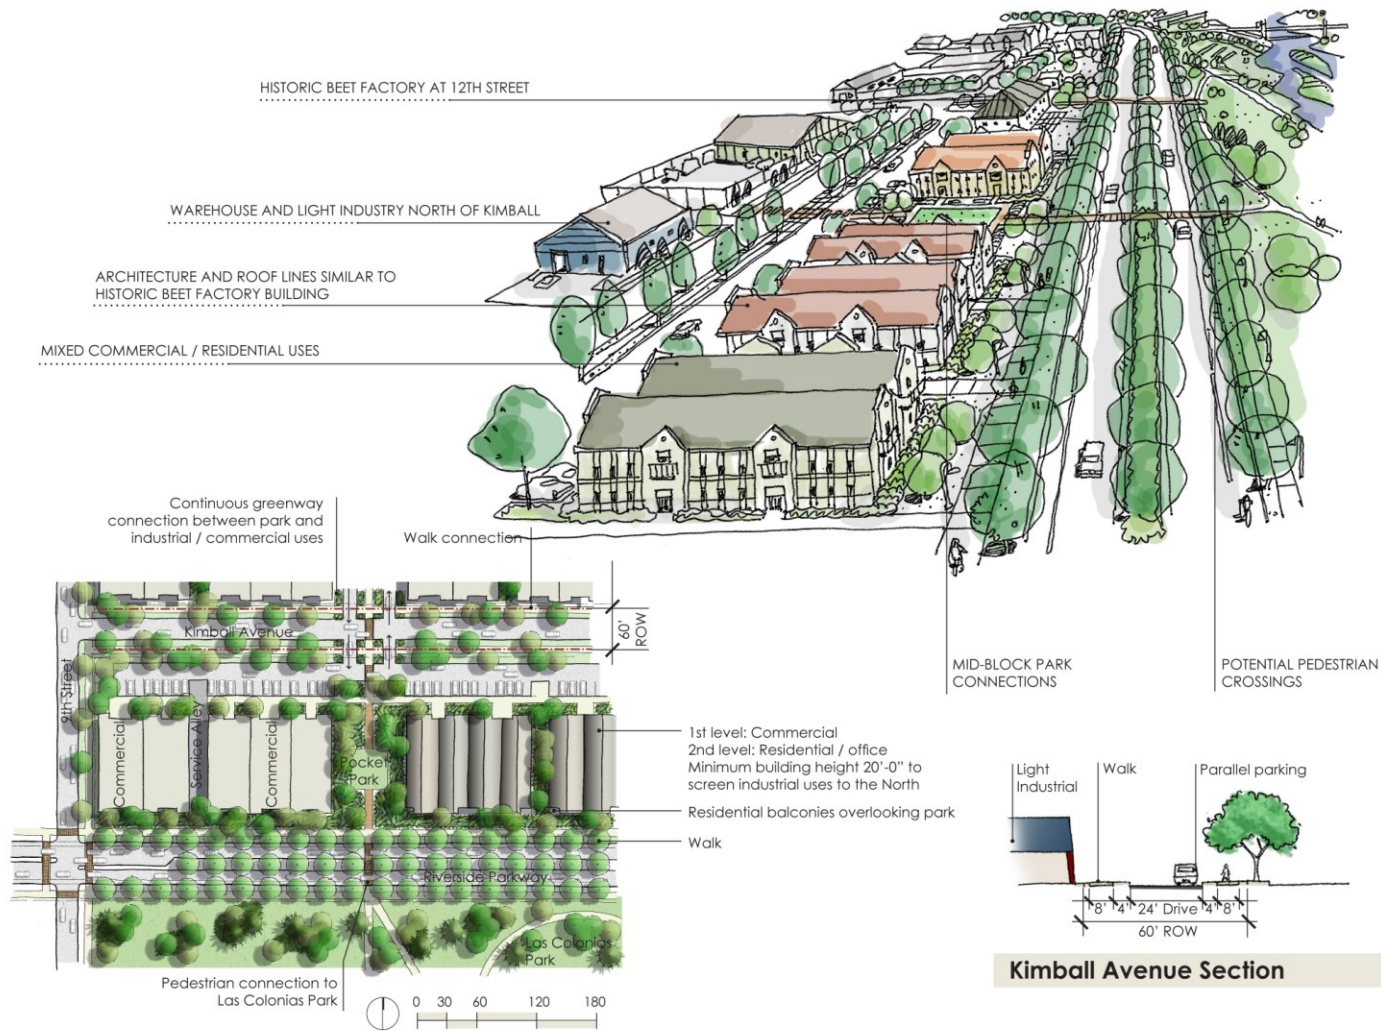 HISTORIC BEET FACTORY AT 12TH STREET
WAREHOUSE AND LIGHT INDUSTRY NORTH OF KIMBALL
ARCHITECTURE AND ROOF LINES SIMILAR TO
HISTORIC BEET FACTORY BUILDING
MIXED COMMERCIAL / RESIDENTIAL USES
MID-BLOCK PARK
CONNECTIONS
POTENTIAL PEDESTRIAN
CROSSINGS
Continuous greenway
connection between park and
industrial / commercial uses
Walk connection
60'
ROW
Kimball Avenue
9th Street
Commercial
Service Alley
Commercial
Pocket
Park
1st level: Commercial
2nd level: Residential / office
Minimum building height 20'-0" to
screen industrial uses to the North
Residential balconies overlooking park
Walk
Riverside Parkway
Las Colonias
Park
Pedestrian connection to
Las Colonias Park
0 30 60 120 180
Light
Industrial
Walk
Parallel parking
8' 4' 24' Drive 4' 8'
60' ROW
Kimball Avenue Section